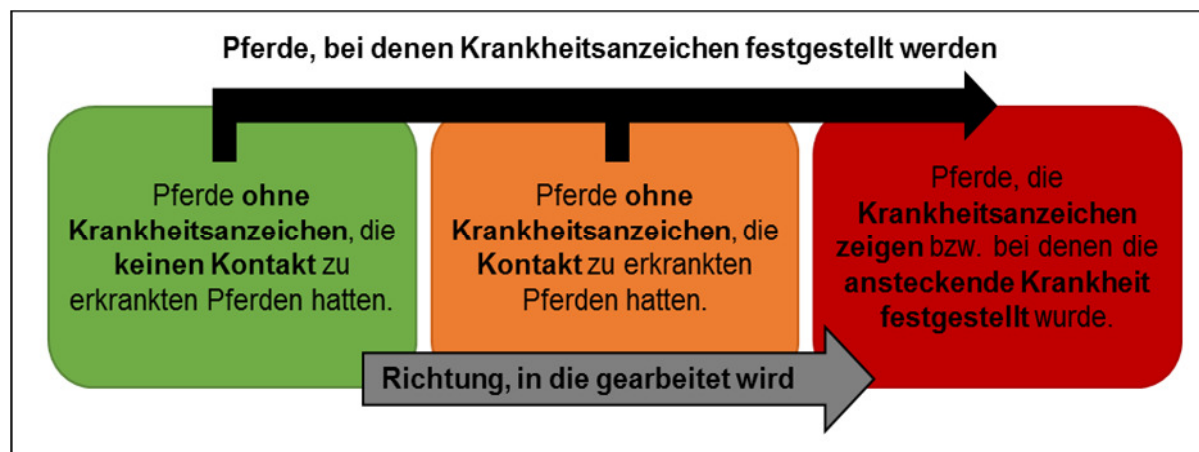 Pferde, bei denen Krankheitsanzeichen festgestellt werden
Pferde ohne
Krankheitsanzeichen, die
keinen Kontakt zu
erkrankten Pferden hatten.
Pferde ohne
Krankheitsanzeichen, die
Kontakt zu erkrankten
Pferden hatten.
Pferde, die
Krankheitsanzeichen
zeigen bzw. bei denen die
ansteckende Krankheit
festgestellt wurde.
Richtung, in die gearbeitet wird